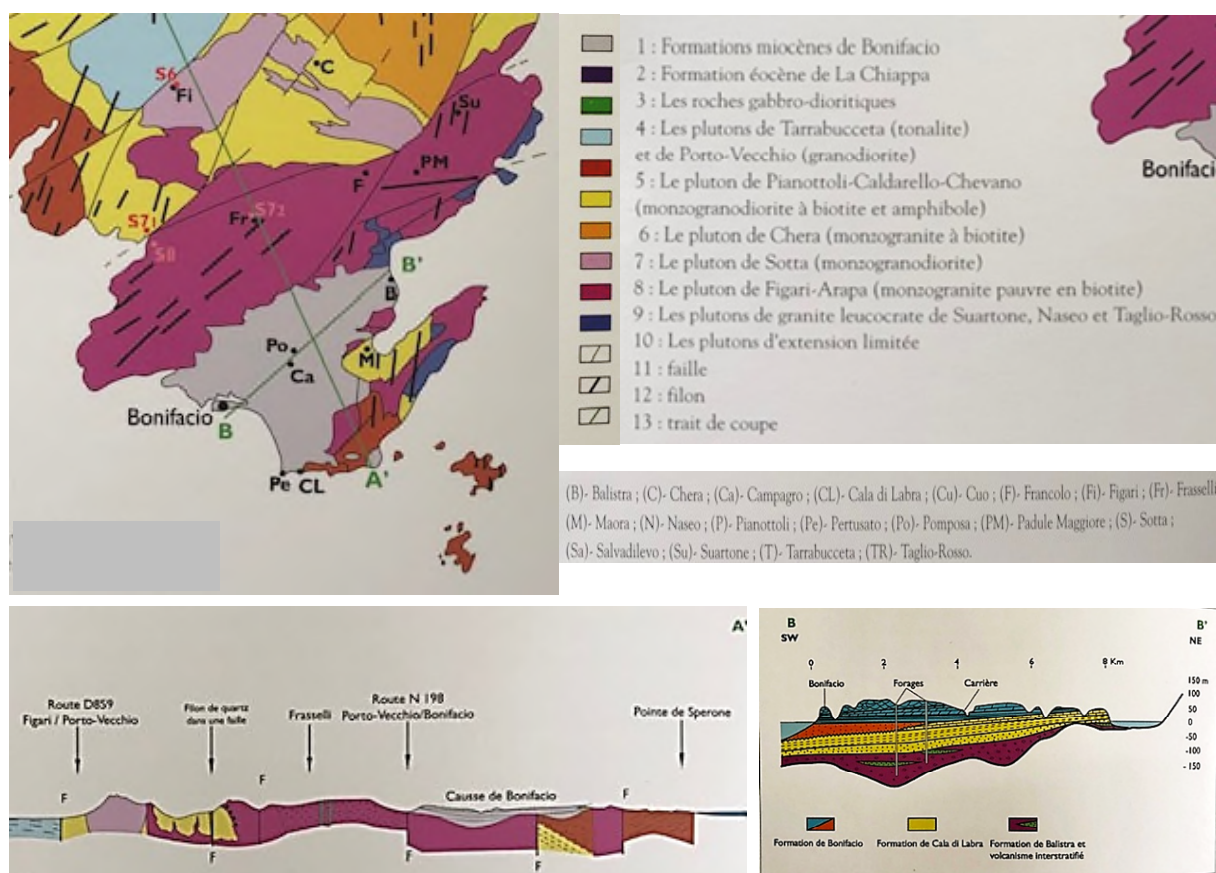 S6
Fi
C
Su
PM
F
S7₁
Fr
S7₂
S8
B'
B
Po
Ca
M
Bonifacio
B
Pe
CL
A'
1 : Formations miocènes de Bonifacio
2 : Formation éocène de La Chiappa
3 : Les roches gabbro-dioritiques
4 : Les plutons de Tarrabucceta (tonalite)
et de Porto-Vecchio (granodiorite)
5 : Le pluton de Pianottoli-Caldarello-Chevano
(monzogranodiorite à biotite et amphibole)
6 : Le pluton de Chera (monzogranite à biotite)
7 : Le pluton de Sotta (monzogranodiorite)
8 : Le pluton de Figari-Arapa (monzogranite pauvre en biotite)
9 : Les plutons de granite leucocrate de Suartone, Naseo et Taglio-Rosso
10 : Les plutons d'extension limitée
11 : faille
12 : filon
13 : trait de coupe
Bonifaci
(B)- Balistra ; (C)- Chera ; (Ca)- Campagro ; (CL)- Cala di Labra ; (Cu)- Cuo ; (F)- Francolo ; (Fi)- Figari ; (Fr)- Frasselli
(M)- Maora ; (N)- Naseo ; (P)- Pianottoli ; (Pe)- Pertusato ; (Po)- Pomposa ; (PM)- Padule Maggiore ; (S)- Sotta ;
(Sa)- Salvadilevo ; (Su)- Suartone ; (T)- Tarrabucceta ; (TR)- Taglio-Rosso.
A'
Route D859
Figari / Porto-Vecchio
Filon de quartz
dans une faille
Frasselli
Route N 198
Porto-Vecchio/Bonifacio
Pointe de Sperone
F
F
Causse de Bonifacio
F
F
F
F
B
SW
B'
NE
0 2 4 6 8 Km
Bonifacio
Forages
Carrière
150 m
100
50
0
-50
-100
-150
Formation de Bonifacio
Formation de Cala di Labra
Formation de Balistra et
volcanisme interstratifié